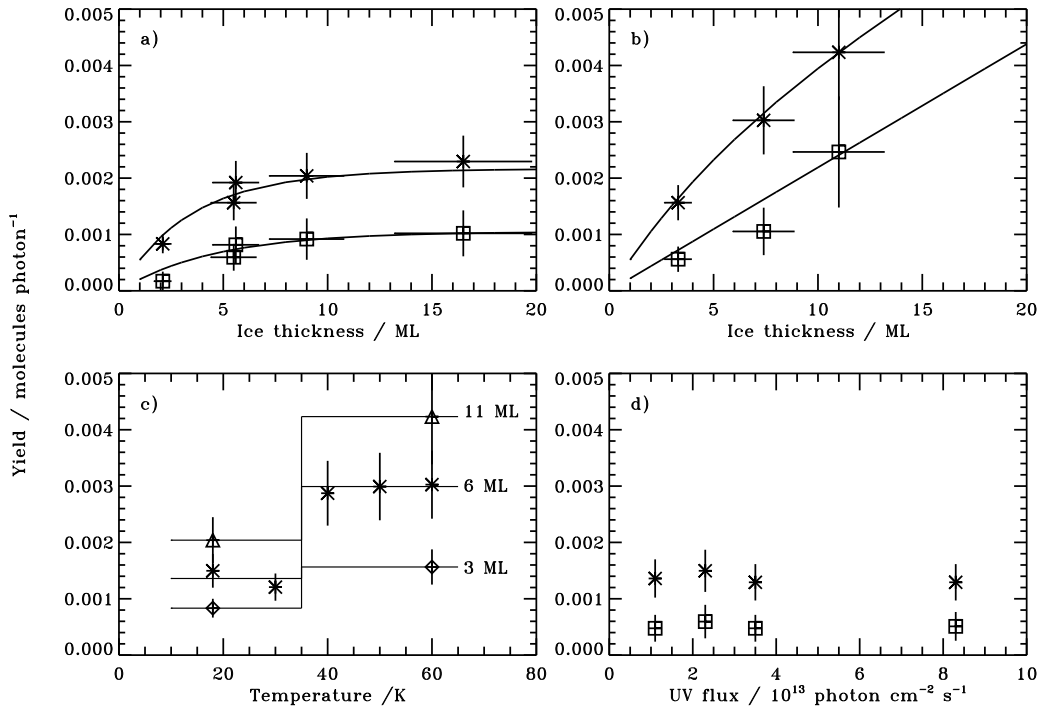 Yield / molecules photon⁻¹
a)
0.005
0.004
0.003
0.002
0.001
0.000
0 5 10 15 20
Ice thickness / ML
b)
0.005
0.004
0.003
0.002
0.001
0.000
0 5 10 15 20
Ice thickness / ML
c)
0.005
0.004
0.003
0.002
0.001
0.000
11 ML
6 ML
3 ML
0 20 40 60 80
Temperature /K
d)
0.005
0.004
0.003
0.002
0.001
0.000
0 2 4 6 8 10
UV flux / 10¹³ photon cm⁻² s⁻¹